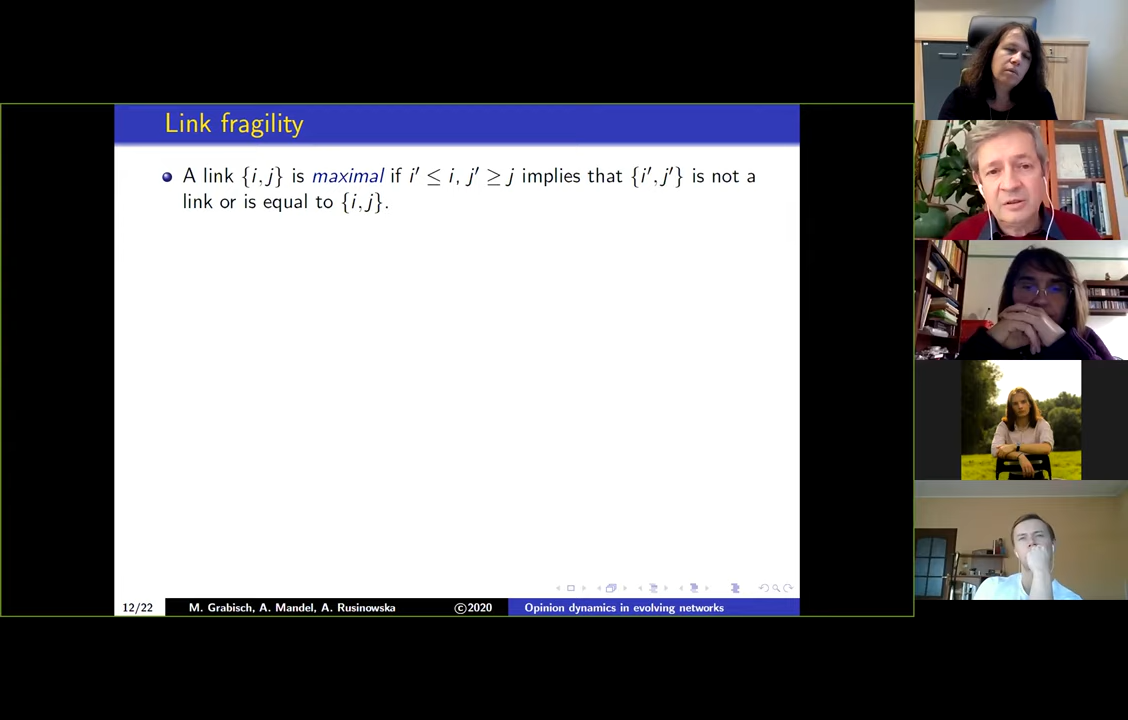 Link fragility
A link {i, j} is maximal if i′ ≤ i, j′ ≥ j implies that {i′, j′} is not a
link or is equal to {i, j}.
12/22 M. Grabisch, A. Mandel, A. Rusinowska ©2020 Opinion dynamics in evolving networks